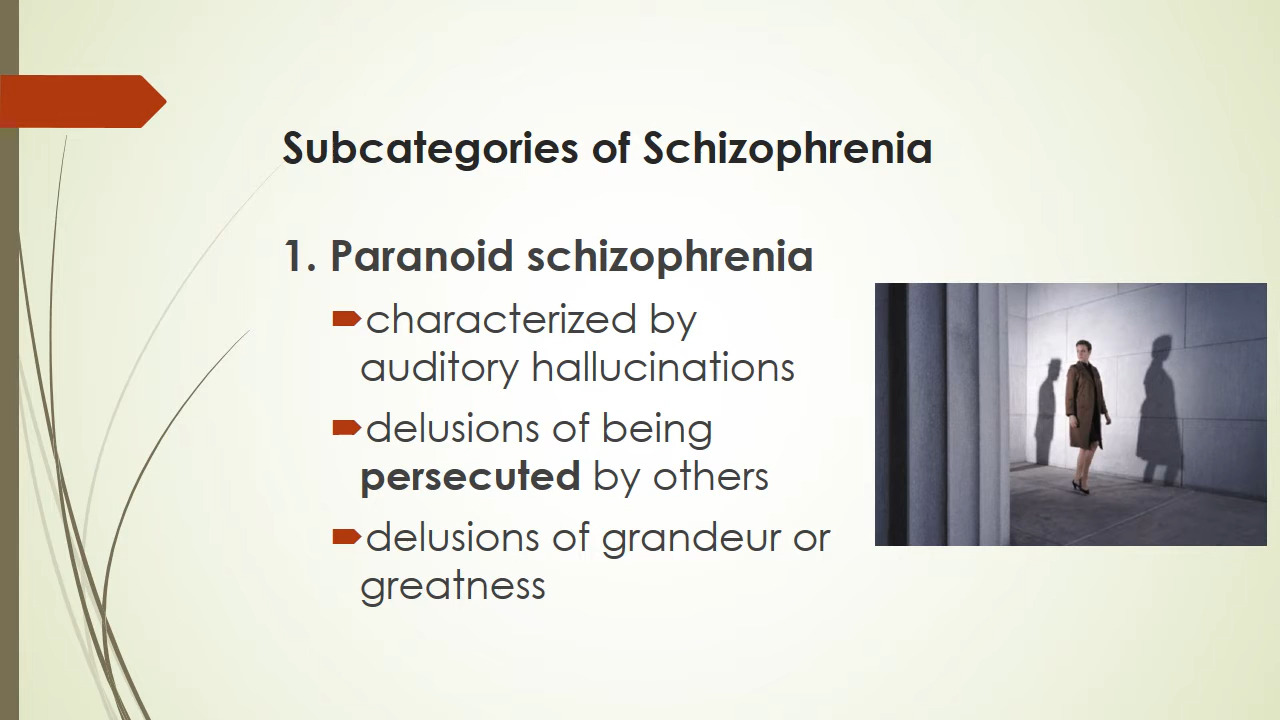 Subcategories of Schizophrenia
1. Paranoid schizophrenia
characterized by
auditory hallucinations
delusions of being
persecuted by others
delusions of grandeur or
greatness